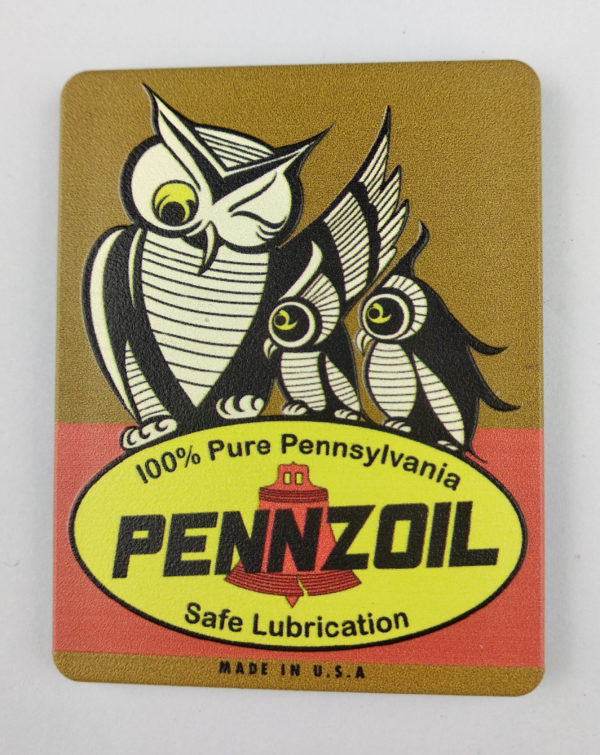 100% Pure Pennsylvania
PENNZOIL
Safe Lubrication
MADE IN U.S.A